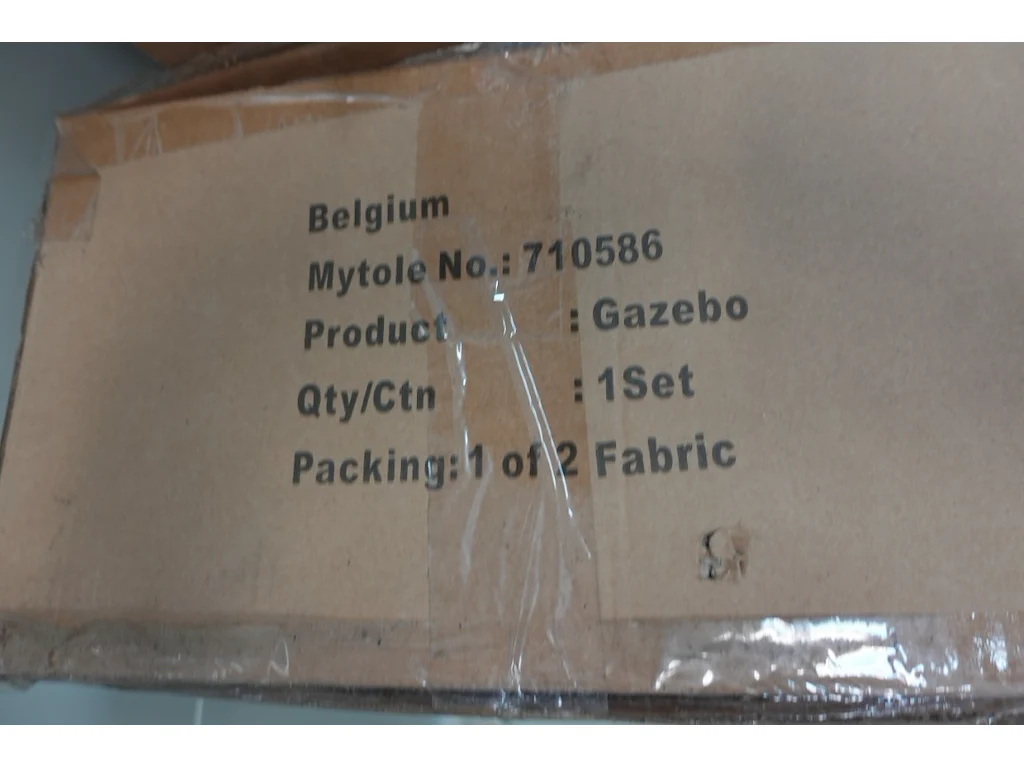 Belgium
Mytole No.: 710586
Product : Gazebo
Qty/Ctn : 1Set
Packing: 1 of 2 Fabric